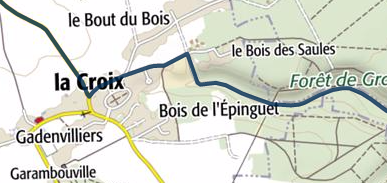 le Bout du Bois
le Bois des Saules
la Croix
Forêt de Gro
Bois de l'Épinguet
Gadenvilliers
Garambouville